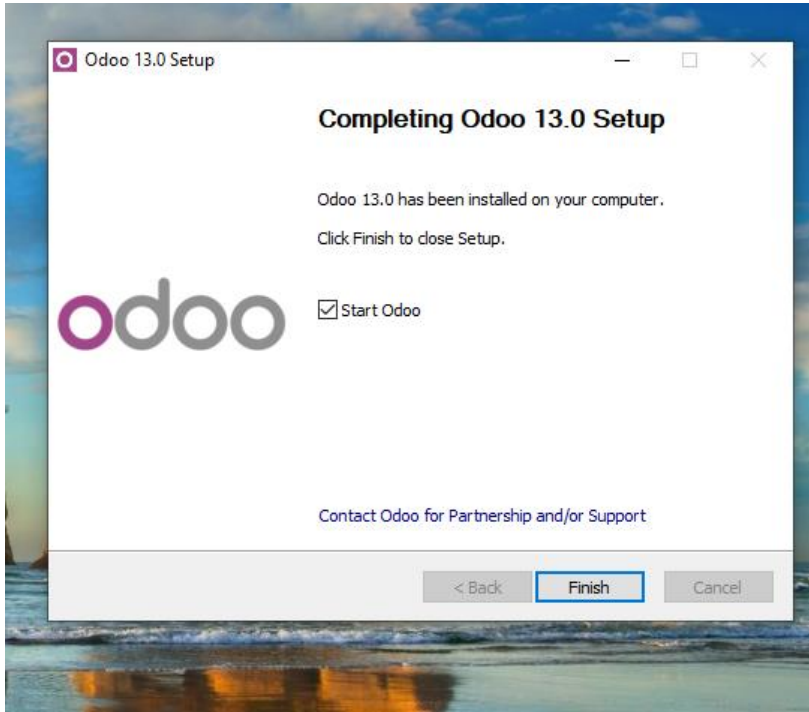 Odoo 13.0 Setup
Completing Odoo 13.0 Setup
Odoo 13.0 has been installed on your computer.
Click Finish to close Setup.
odoo
Start Odoo
Contact Odoo for Partnership and/or Support
< Back
Finish
Cancel